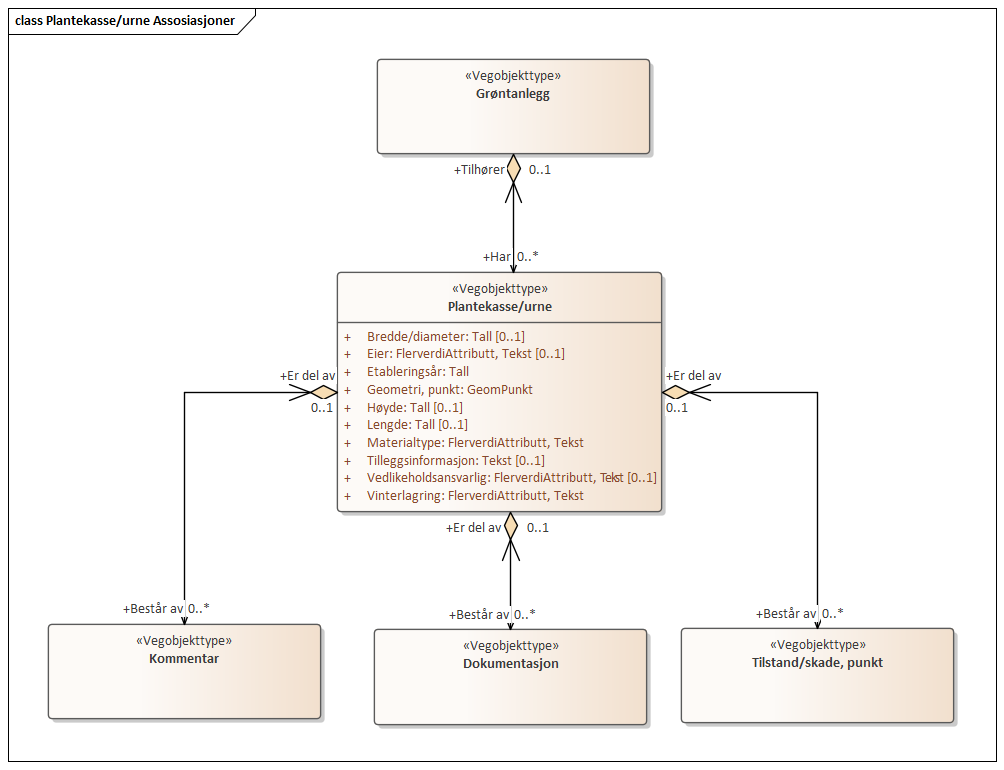 class Plantekasse/urne Assosiasjoner
«Vegobjekttype»
Grøntanlegg
+Tilhører 0..1
+Har 0..*
«Vegobjekttype»
Plantekasse/urne
+ Bredde/diameter: Tall [0..1]
+ Eier: FlerverdiAttributt, Tekst [0..1]
+ Etableringsår: Tall
+ Geometri, punkt: GeomPunkt
+ Høyde: Tall [0..1]
+ Lengde: Tall [0..1]
+ Materialtype: FlerverdiAttributt, Tekst
+ Tilleggsinformasjon: Tekst [0..1]
+ Vedlikeholdsansvarlig: FlerverdiAttributt, Tekst [0..1]
+ Vinterlagring: FlerverdiAttributt, Tekst
+Er del av
0..1
+Er del av
0..1
+Er del av 0..1
+Består av 0..*
+Består av 0..*
+Består av 0..*
«Vegobjekttype»
Kommentar
«Vegobjekttype»
Dokumentasjon
«Vegobjekttype»
Tilstand/skade, punkt